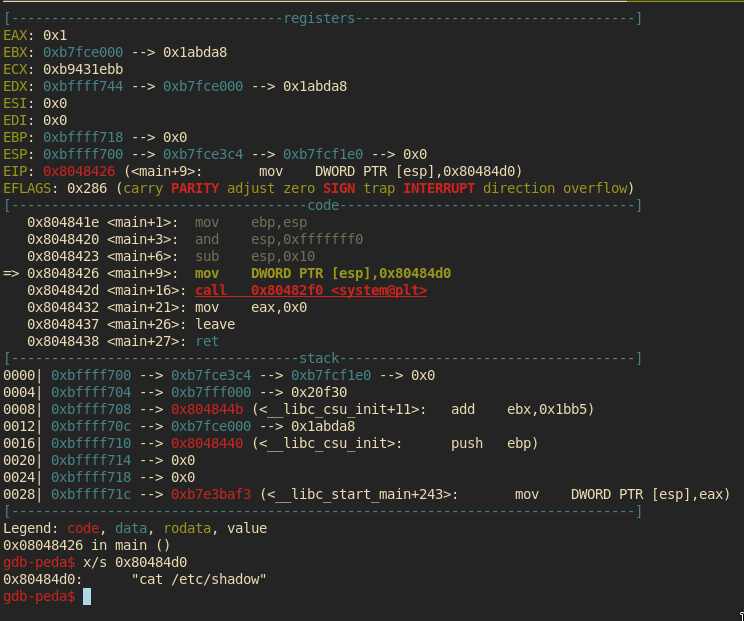 [----------------------------------registers-----------------------------------]
EAX: 0x1
EBX: 0xb7fce000 --> 0x1abda8
ECX: 0xb9431ebb
EDX: 0xbffff744 --> 0xb7fce000 --> 0x1abda8
ESI: 0x0
EDI: 0x0
EBP: 0xbffff718 --> 0x0
ESP: 0xbffff700 --> 0xb7fce3c4 --> 0xb7fcf1e0 --> 0x0
EIP: 0x8048426 (<main+9>:       mov    DWORD PTR [esp],0x80484d0)
EFLAGS: 0x286 (carry PARITY adjust zero SIGN trap INTERRUPT direction overflow)
[-------------------------------------code-------------------------------------]
   0x804841e <main+1>:  mov    ebp,esp
   0x8048420 <main+3>:  and    esp,0xfffffff0
   0x8048423 <main+6>:  sub    esp,0x10
=> 0x8048426 <main+9>:  mov    DWORD PTR [esp],0x80484d0
   0x804842d <main+16>: call   0x80482f0 <system@plt>
   0x8048432 <main+21>: mov    eax,0x0
   0x8048437 <main+26>: leave
   0x8048438 <main+27>: ret
[------------------------------------stack-------------------------------------]
0000| 0xbffff700 --> 0xb7fce3c4 --> 0xb7fcf1e0 --> 0x0
0004| 0xbffff704 --> 0xb7fff000 --> 0x20f30
0008| 0xbffff708 --> 0x804844b (<__libc_csu_init+11>:   add    ebx,0x1bb5)
0012| 0xbffff70c --> 0xb7fce000 --> 0x1abda8
0016| 0xbffff710 --> 0x8048440 (<__libc_csu_init>:      push   ebp)
0020| 0xbffff714 --> 0x0
0024| 0xbffff718 --> 0x0
0028| 0xbffff71c --> 0xb7e3baf3 (<__libc_start_main+243>:       mov    DWORD PTR [esp],eax)
[------------------------------------------------------------------------------]
Legend: code, data, rodata, value
0x08048426 in main ()
gdb-peda$ x/s 0x80484d0
0x80484d0:      "cat /etc/shadow"
gdb-peda$